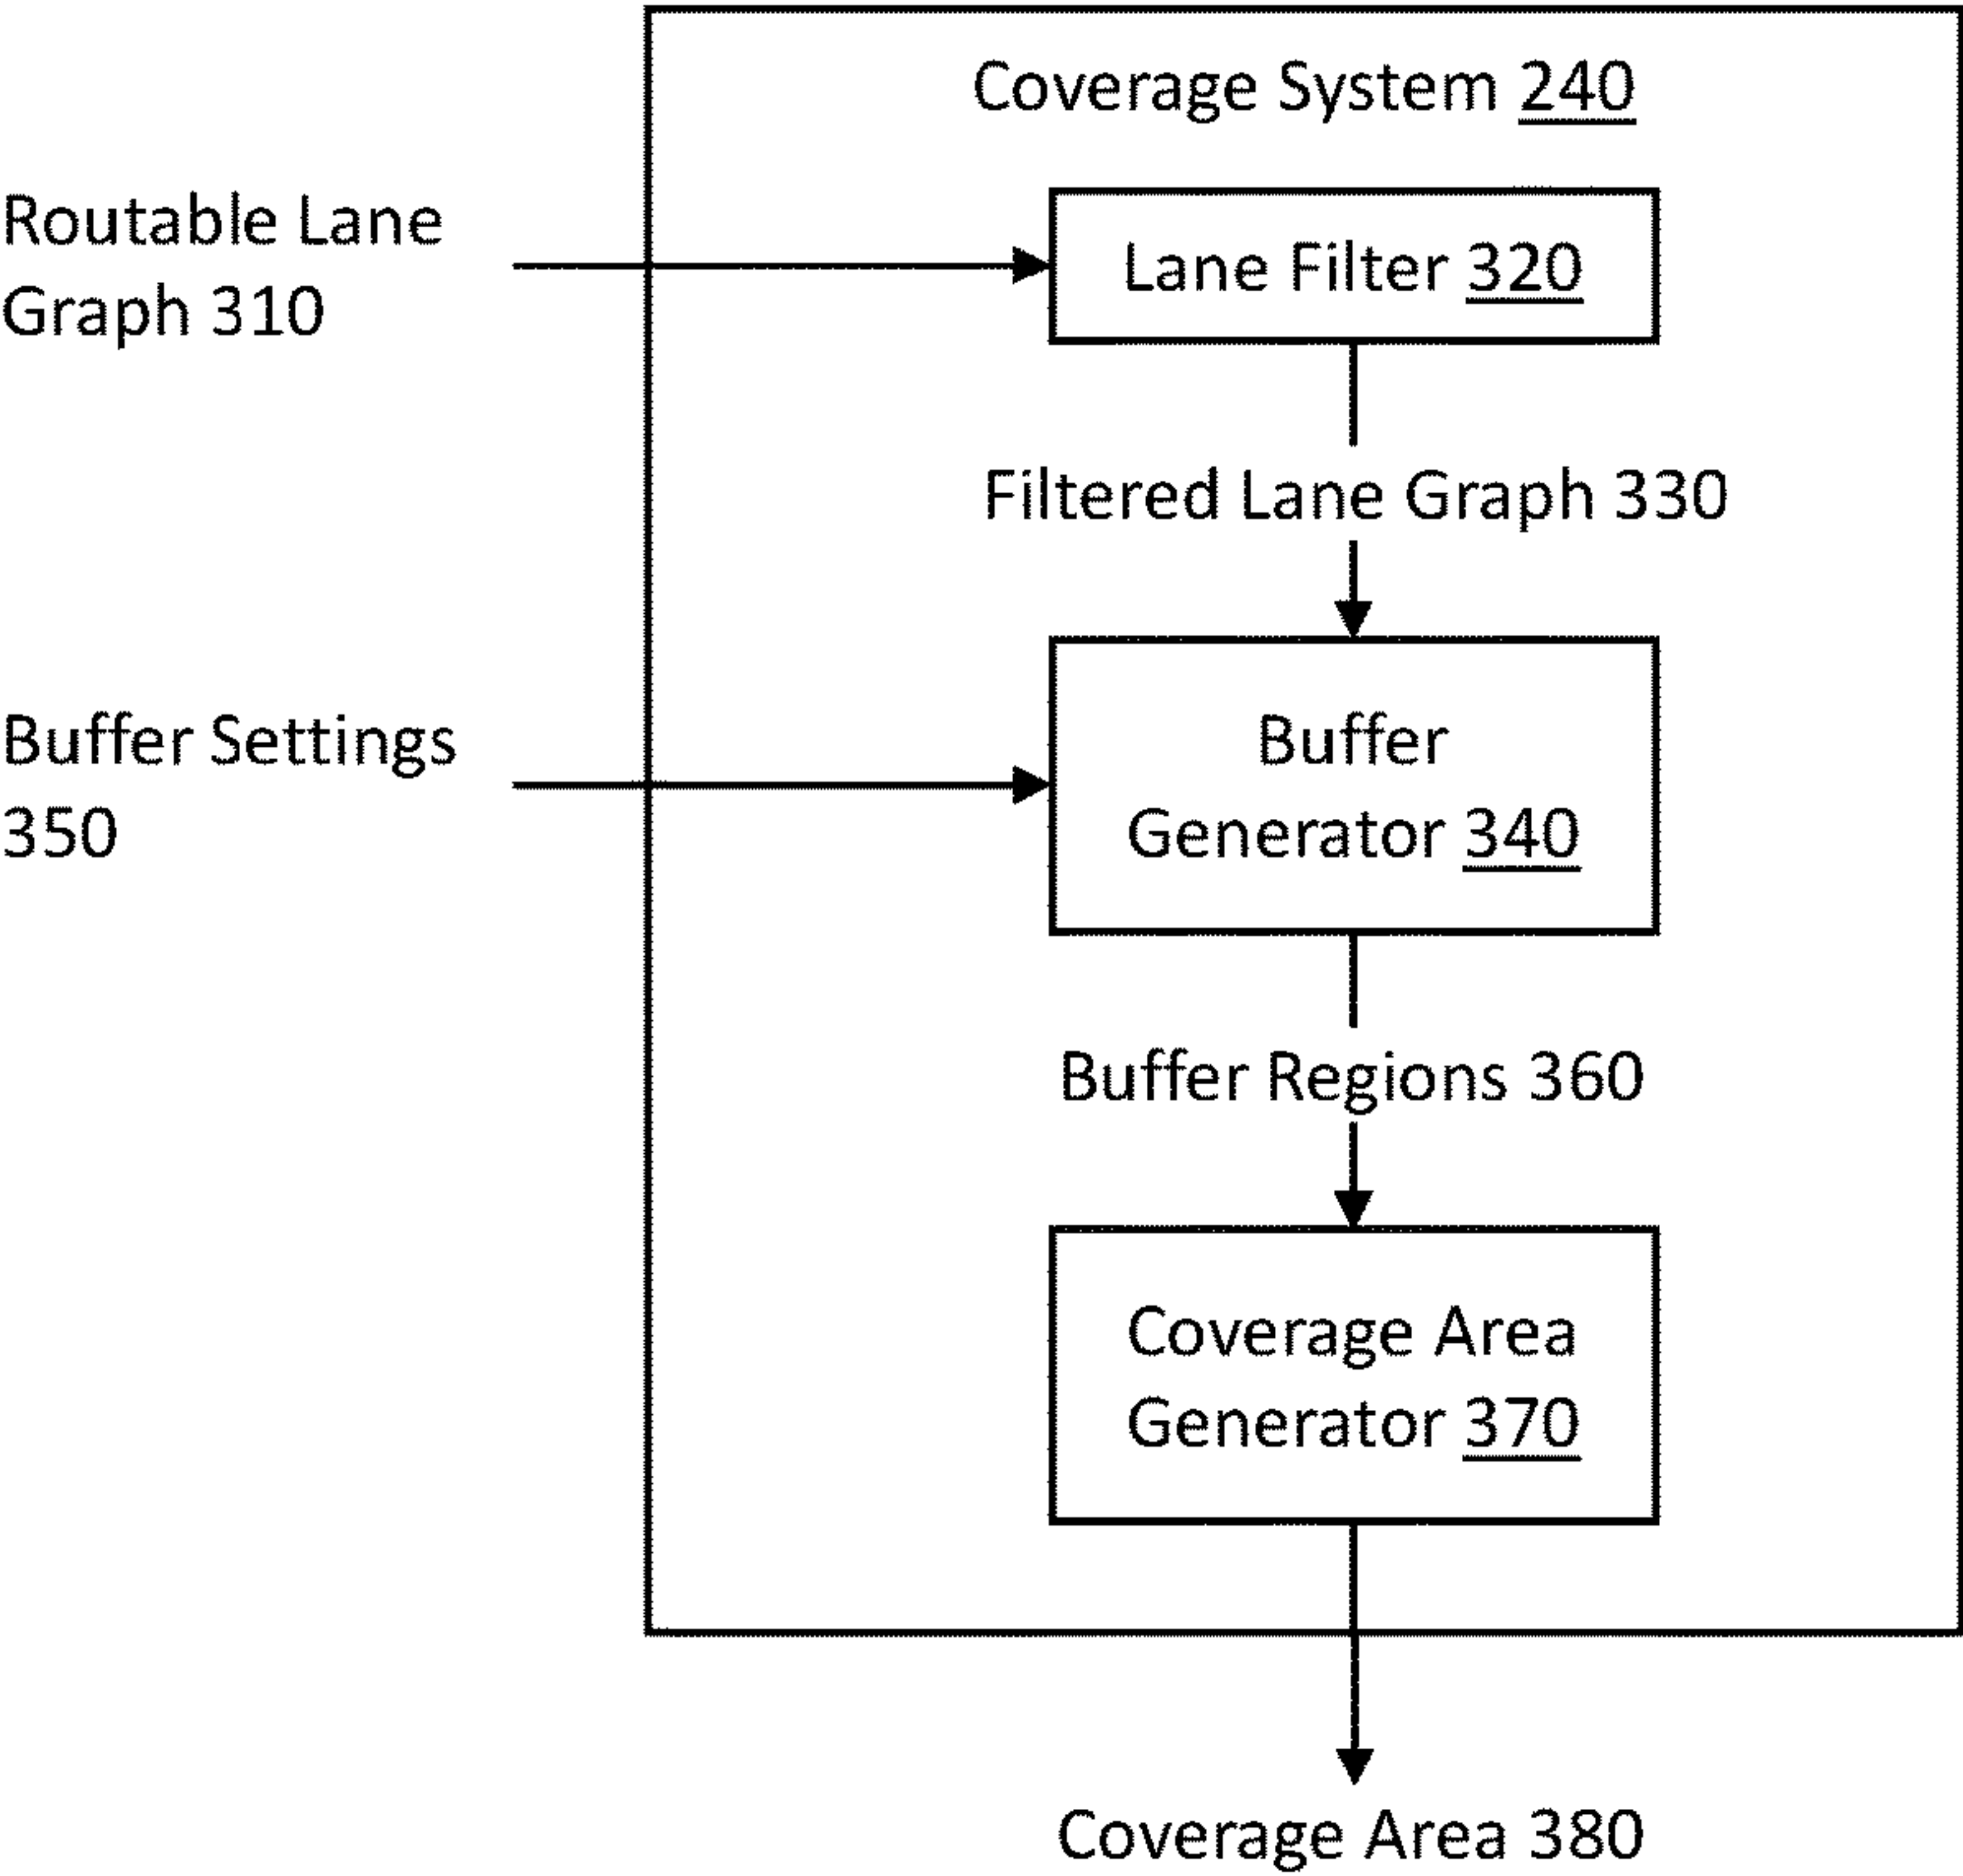 Coverage System 240
Routable Lane
Graph 310
Lane Filter 320
Filtered Lane Graph 330
Buffer Settings
350
Buffer
Generator 340
Buffer Regions 360
Coverage Area
Generator 370
Coverage Area 380